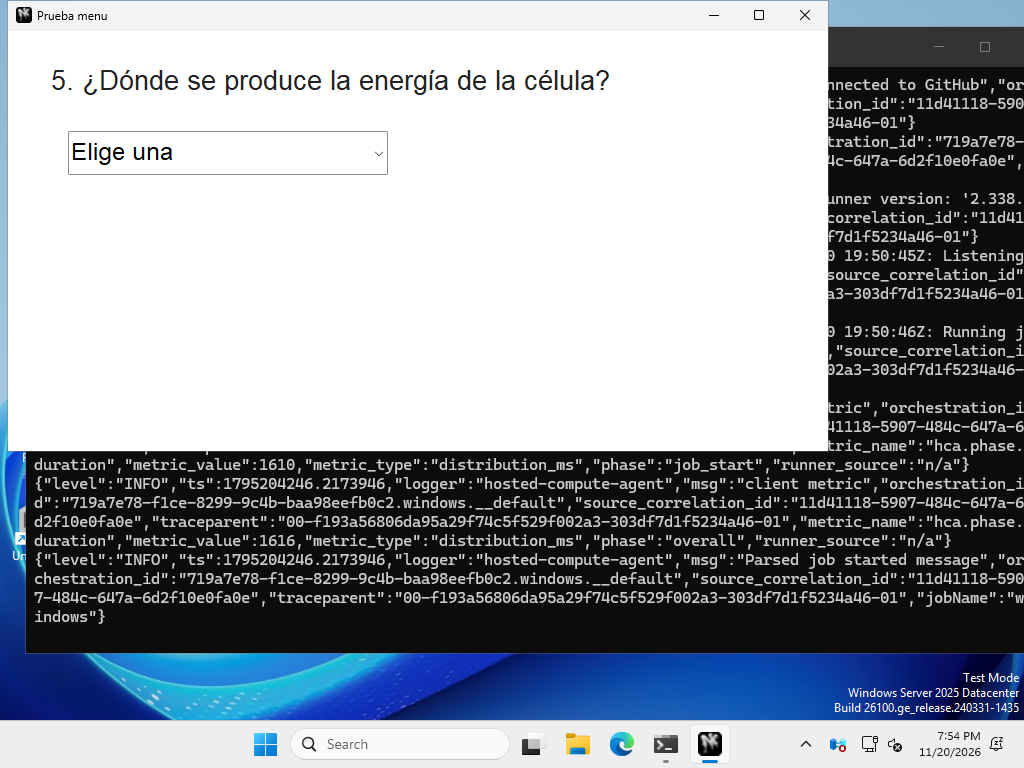 Prueba menu
5. ¿Dónde se produce la energía de la célula?
Elige una
nnected to GitHub","or
tion_id":"11d41118-590
34a46-01"}
tration_id":"719a7e78-
4c-647a-6d2f10e0fa0e",
unner version: '2.338.
correlation_id":"11d41
f7d1f5234a46-01"}
0 19:50:45Z: Listening
source_correlation_id"
a3-303df7d1f5234a46-01
0 19:50:46Z: Running j
,"source_correlation_i
02a3-303df7d1f5234a46-
tric","orchestration_i
41118-5907-484c-647a-6
tric_name":"hca.phase.
duration","metric_value":1610,"metric_type":"distribution_ms","phase":"job_start","runner_source":"n/a"}
{"level":"INFO","ts":1795204246.2173946,"logger":"hosted-compute-agent","msg":"client metric","orchestration_i
d":"719a7e78-f1ce-8299-9c4b-baa98eefb0c2.windows.__default","source_correlation_id":"11d41118-5907-484c-647a-6
d2f10e0fa0e","traceparent":"00-f193a56806da95a29f74c5f529f002a3-303df7d1f5234a46-01","metric_name":"hca.phase.
duration","metric_value":1616,"metric_type":"distribution_ms","phase":"overall","runner_source":"n/a"}
{"level":"INFO","ts":1795204246.2173946,"logger":"hosted-compute-agent","msg":"Parsed job started message","or
chestration_id":"719a7e78-f1ce-8299-9c4b-baa98eefb0c2.windows.__default","source_correlation_id":"11d41118-590
7-484c-647a-6d2f10e0fa0e","traceparent":"00-f193a56806da95a29f74c5f529f002a3-303df7d1f5234a46-01","jobName":"w
indows"}
Test Mode
Windows Server 2025 Datacenter
Build 26100.ge_release.240331-1435
Search
7:54 PM
11/20/2026